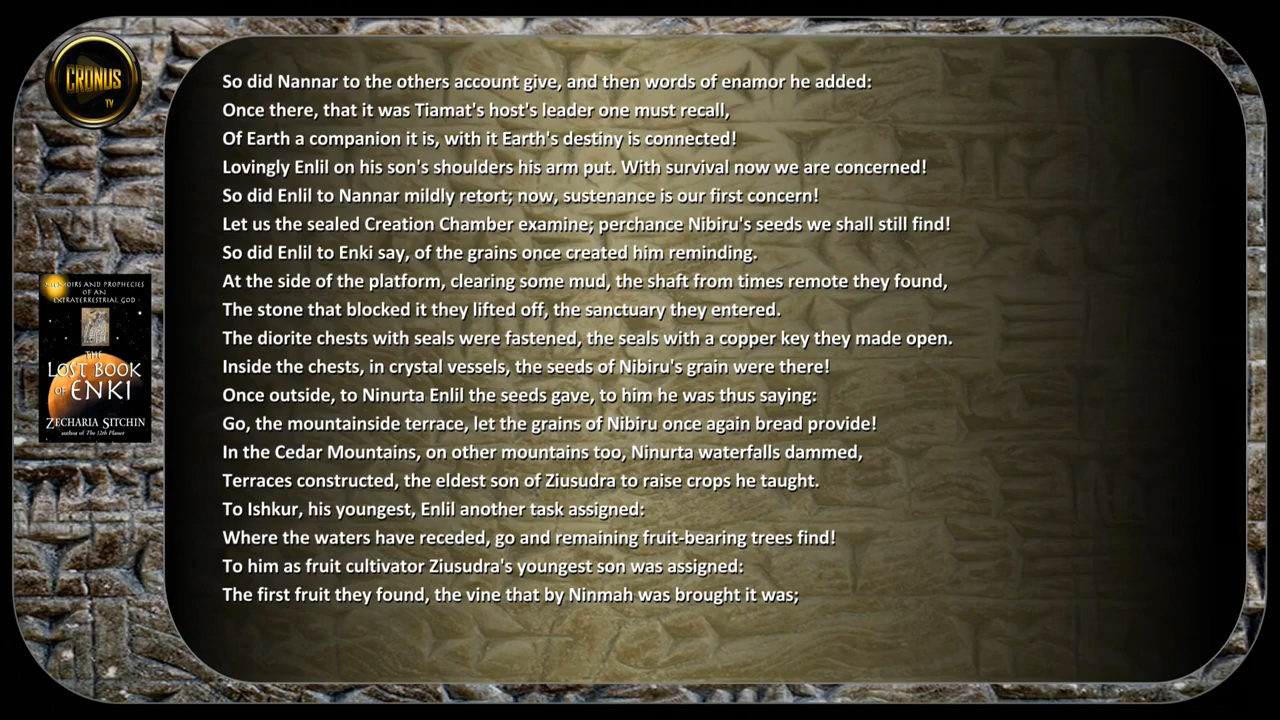 CRONUS
TV
So did Nannar to the others account give, and then words of enamor he added:
Once there, that it was Tiamat's host's leader one must recall,
Of Earth a companion it is, with it Earth's destiny is connected!
Lovingly Enlil on his son's shoulders his arm put. With survival now we are concerned!
So did Enlil to Nannar mildly retort; now, sustenance is our first concern!
Let us the sealed Creation Chamber examine; perchance Nibiru's seeds we shall still find!
So did Enlil to Enki say, of the grains once created him reminding.
At the side of the platform, clearing some mud, the shaft from times remote they found,
The stone that blocked it they lifted off, the sanctuary they entered.
The diorite chests with seals were fastened, the seals with a copper key they made open.
Inside the chests, in crystal vessels, the seeds of Nibiru's grain were there!
Once outside, to Ninurta Enlil the seeds gave, to him he was thus saying:
Go, the mountainside terrace, let the grains of Nibiru once again bread provide!
In the Cedar Mountains, on other mountains too, Ninurta waterfalls dammed,
Terraces constructed, the eldest son of Ziusudra to raise crops he taught.
To Ishkur, his youngest, Enlil another task assigned:
Where the waters have receded, go and remaining fruit-bearing trees find!
To him as fruit cultivator Ziusudra's youngest son was assigned:
The first fruit they found, the vine that by Ninmah was brought it was;
MEMOIRS AND PROPHECIES
OF AN
EXTRATERRESTRIAL GOD
THE
LOST BOOK
OF ENKI
ZECHARIA SITCHIN
author of The 12th Planet